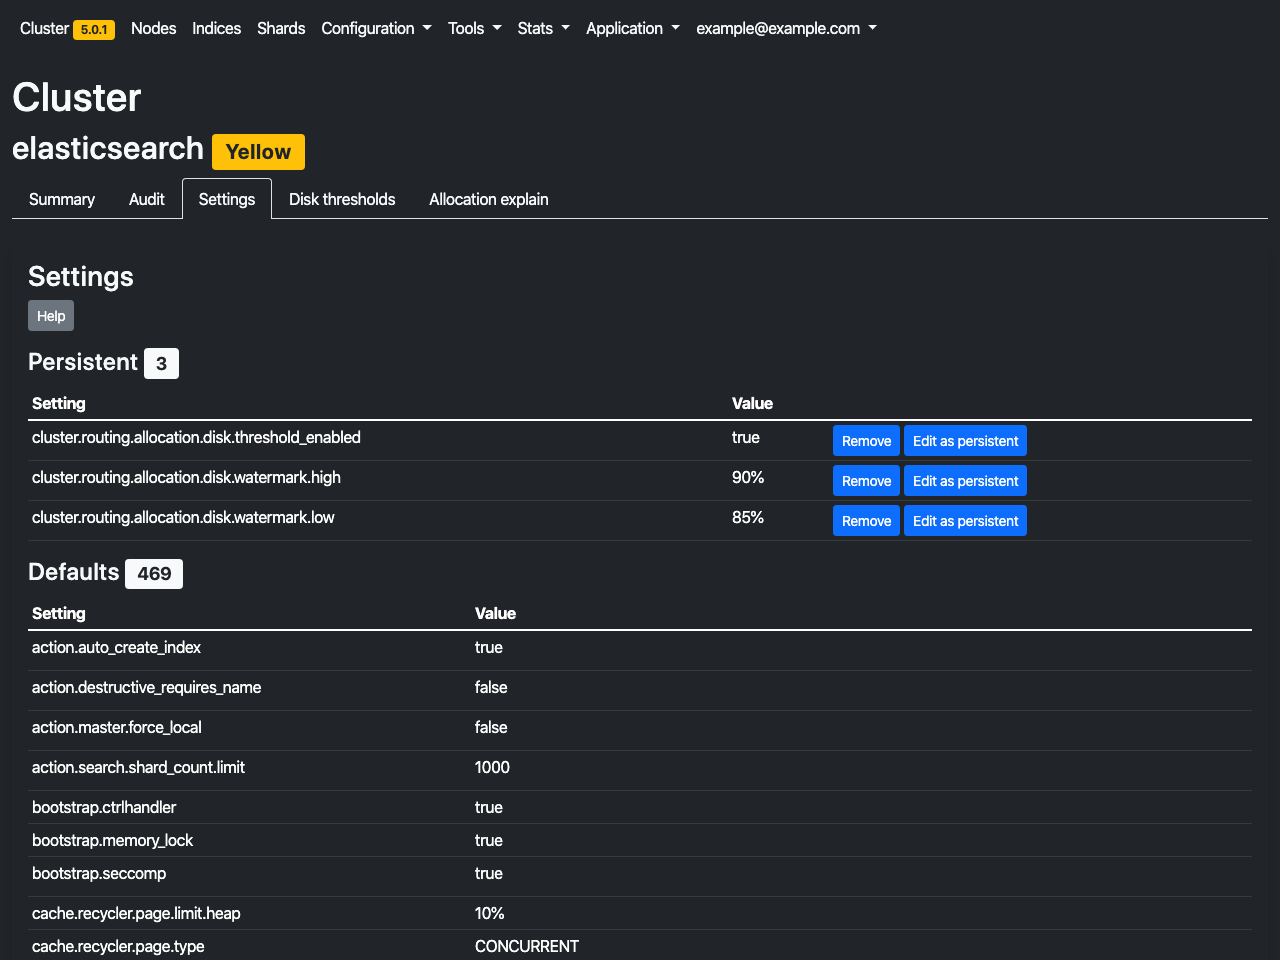 Cluster 5.0.1 Nodes Indices Shards Configuration Tools Stats Application example@example.com
Cluster
elasticsearch Yellow
Summary Audit Settings Disk thresholds Allocation explain
Settings
Help
Persistent 3
Setting Value
cluster.routing.allocation.disk.threshold_enabled true Remove Edit as persistent
cluster.routing.allocation.disk.watermark.high 90% Remove Edit as persistent
cluster.routing.allocation.disk.watermark.low 85% Remove Edit as persistent
Defaults 469
Setting Value
action.auto_create_index true
action.destructive_requires_name false
action.master.force_local false
action.search.shard_count.limit 1000
bootstrap.ctrlhandler true
bootstrap.memory_lock true
bootstrap.seccomp true
cache.recycler.page.limit.heap 10%
cache.recycler.page.type CONCURRENT